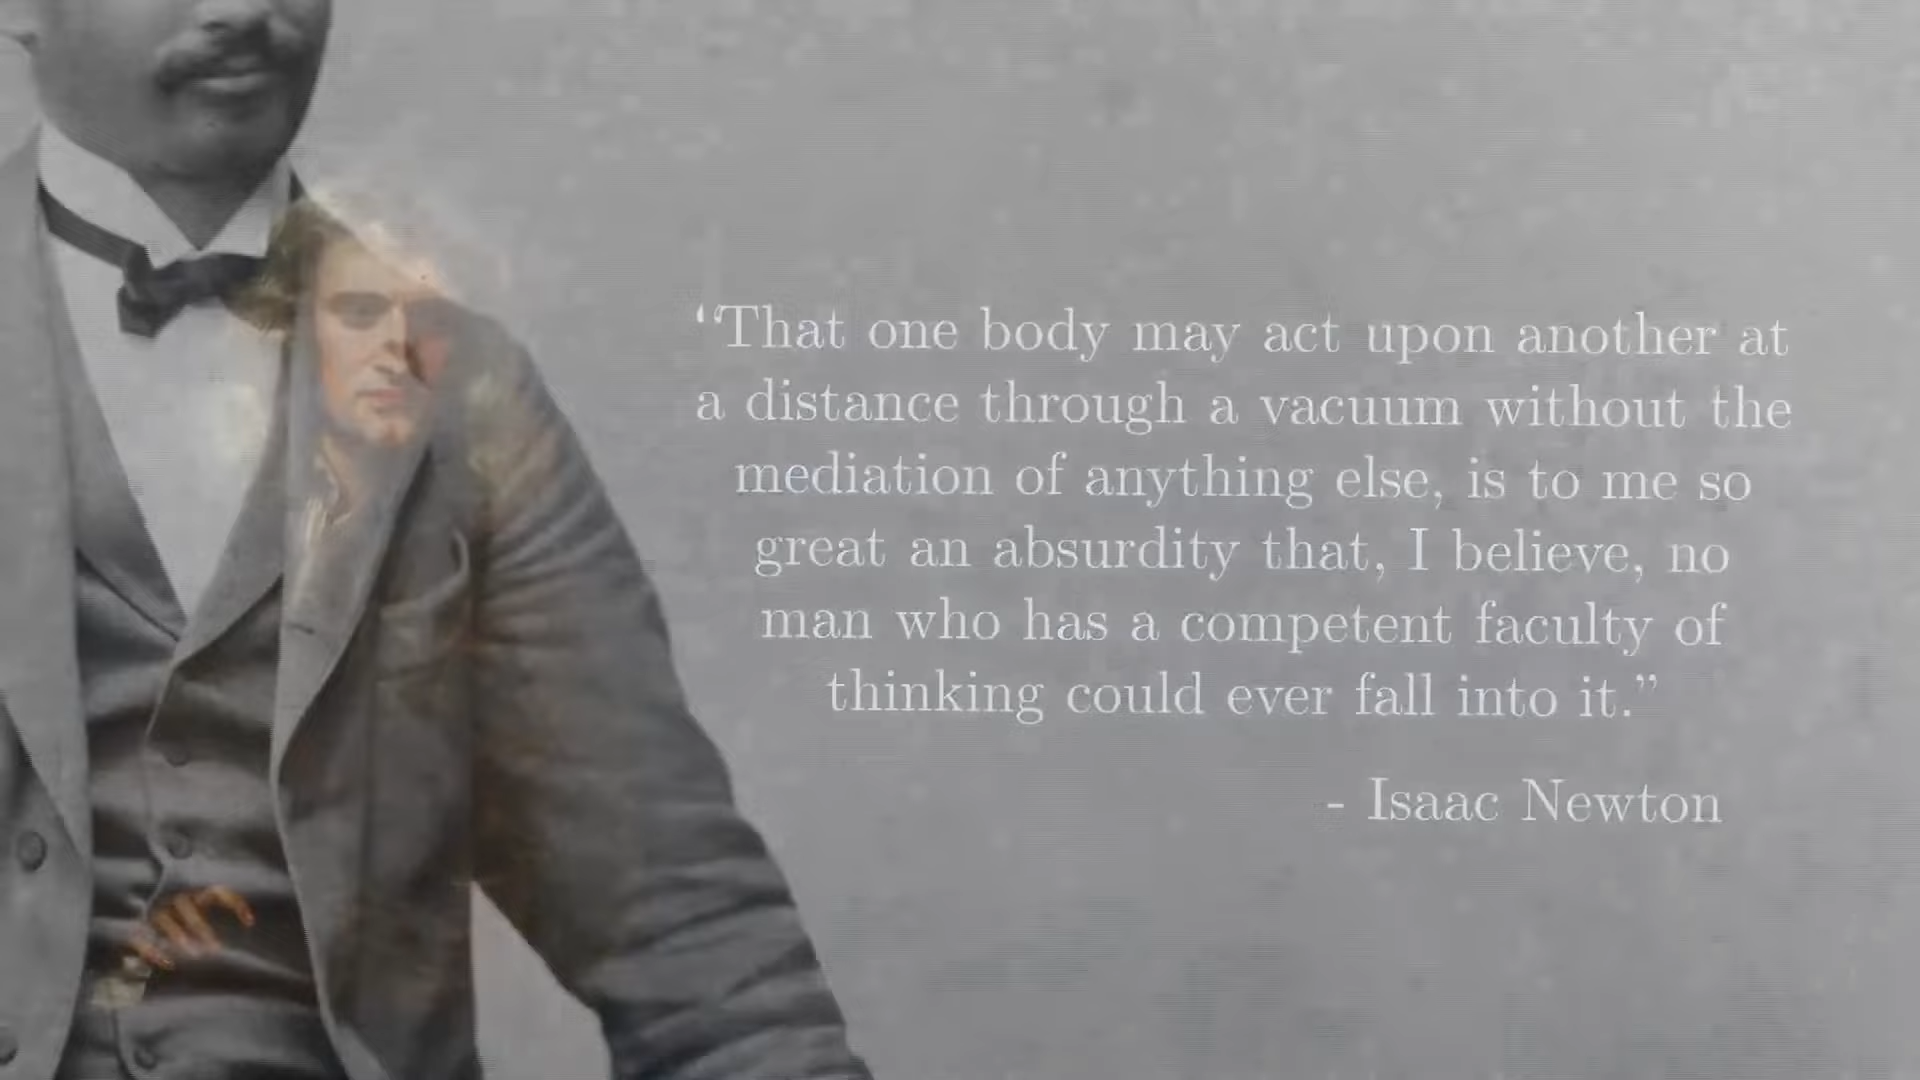 “That one body may act upon another at
a distance through a vacuum without the
mediation of anything else, is to me so
great an absurdity that, I believe, no
man who has a competent faculty of
thinking could ever fall into it.”
- Isaac Newton